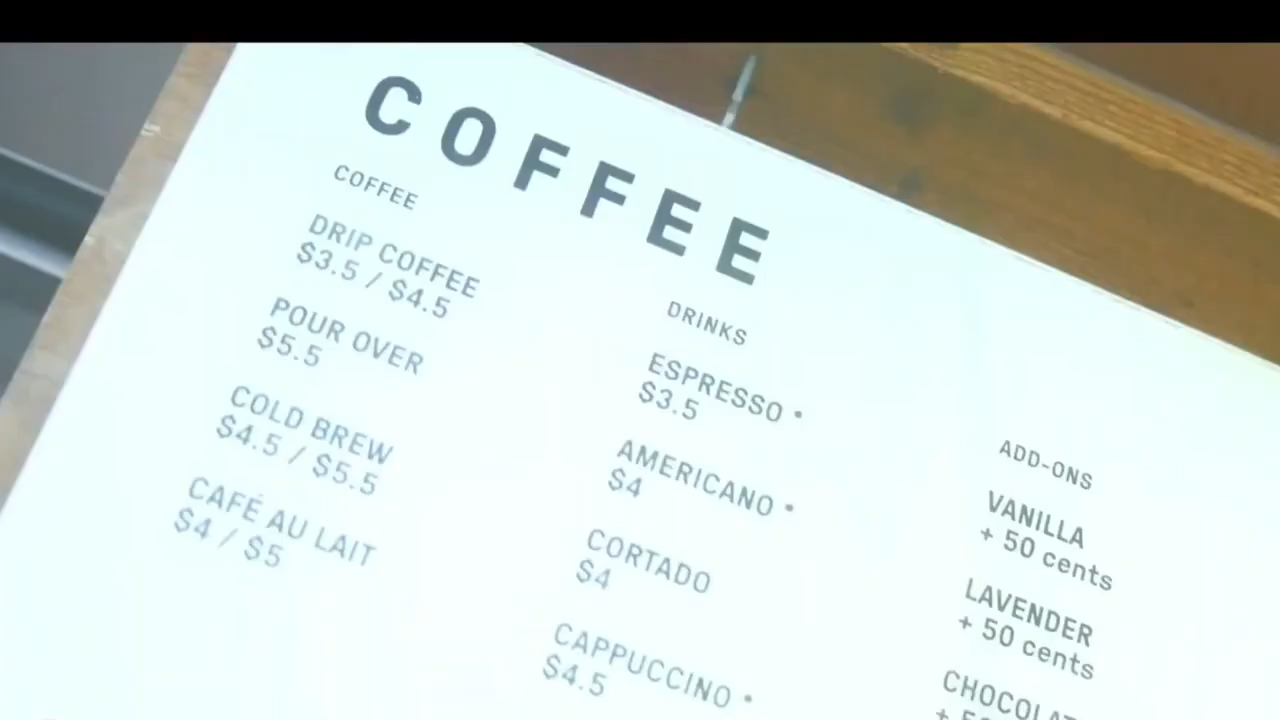 COFFEE
COFFEE
DRIP COFFEE
$3.5 / $4.5
POUR OVER
$5.5
COLD BREW
$4.5 / $5.5
CAFÉ AU LAIT
$4 / $5
DRINKS
ESPRESSO •
$3.5
AMERICANO •
$4
CORTADO
$4
CAPPUCCINO •
$4.5
ADD-ONS
VANILLA
+ 50 cents
LAVENDER
+ 50 cents